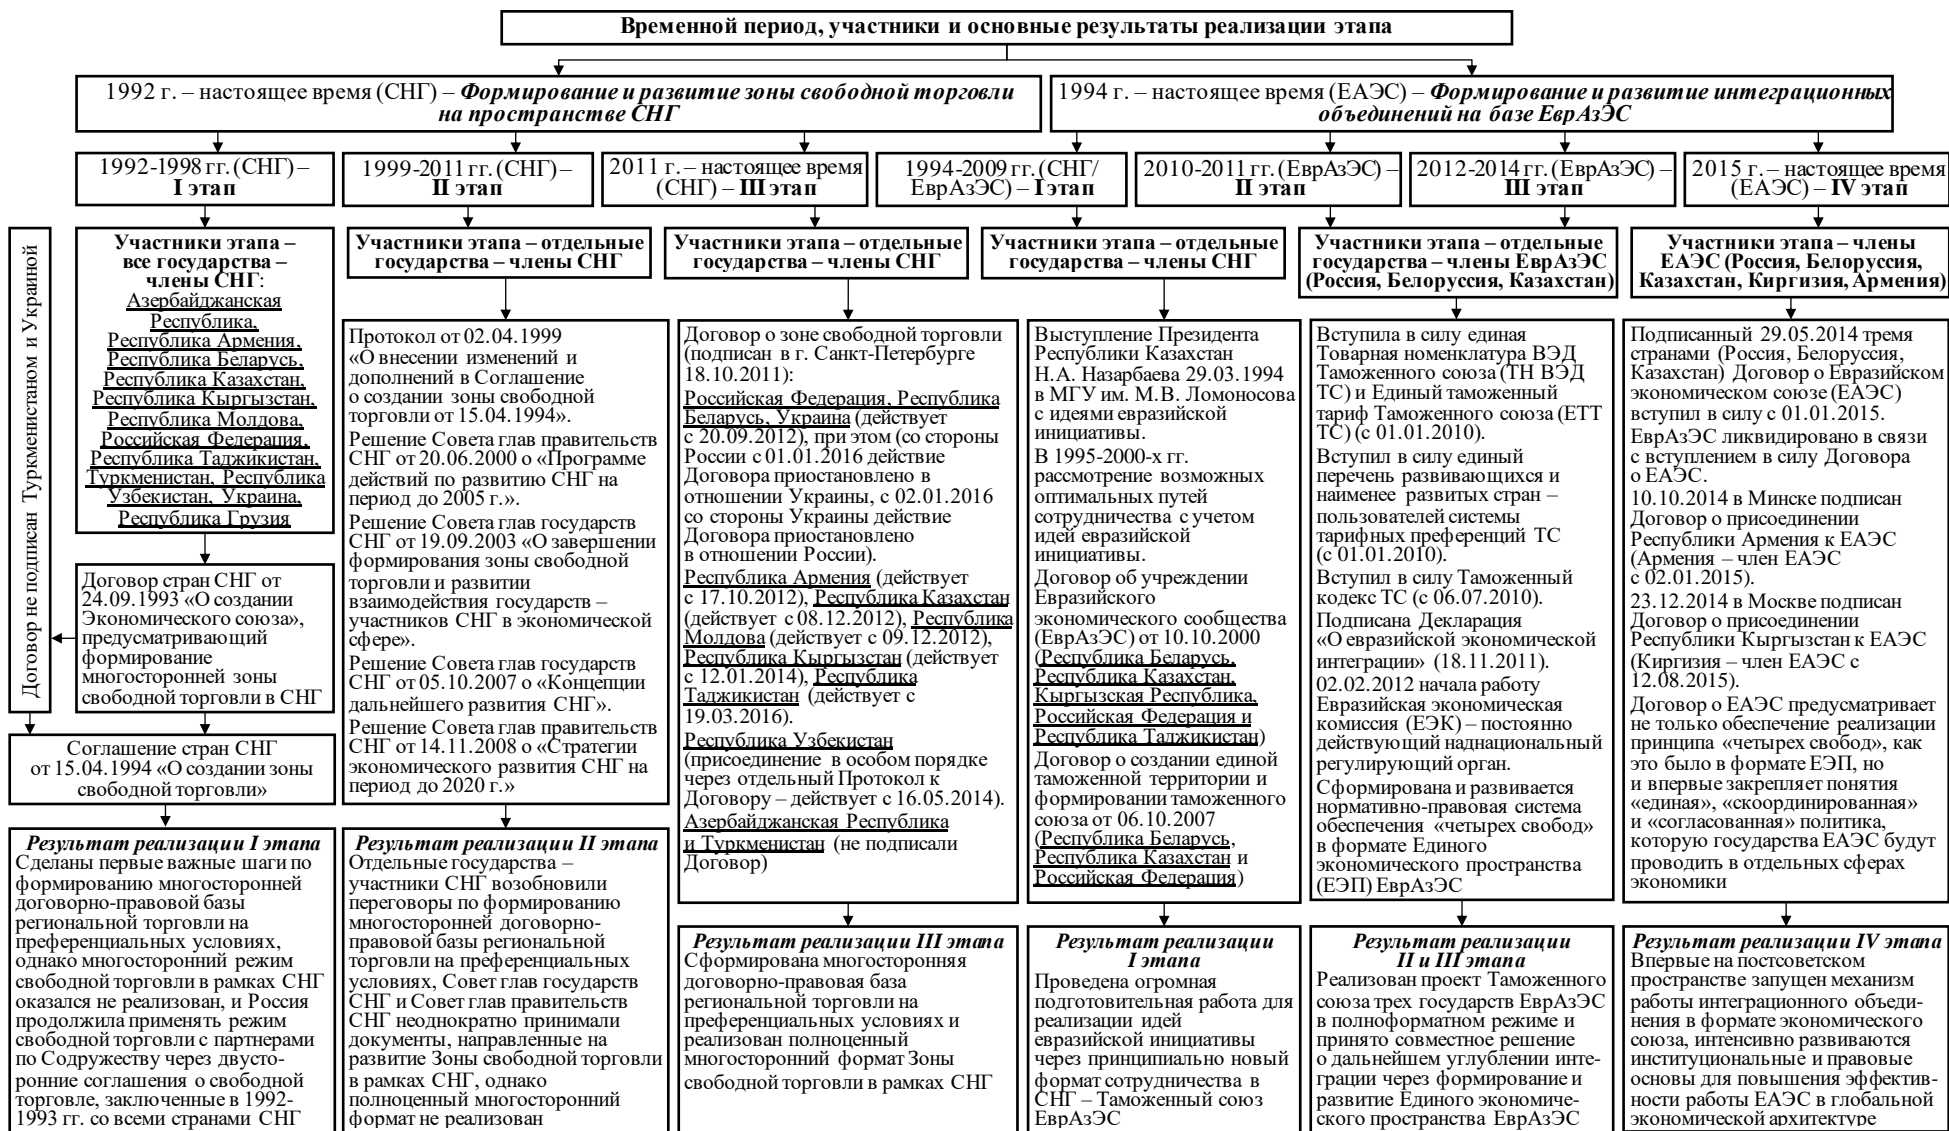 Временной период, участники и основные результаты реализации этапа
1992 г. – настоящее время (СНГ) – Формирование и развитие зоны свободной торговли
на пространстве СНГ
1994 г. – настоящее время (ЕАЭС) – Формирование и развитие интеграционных
объединений на базе ЕврАзЭС
1992-1998 гг. (СНГ) –
I этап
1999-2011 гг. (СНГ) –
II этап
2011 г. – настоящее время
(СНГ) – III этап
1994-2009 гг. (СНГ/
ЕврАзЭС) – I этап
2010-2011 гг. (ЕврАзЭС) –
II этап
2012-2014 гг. (ЕврАзЭС) –
III этап
2015 г. – настоящее время
(ЕАЭС) – IV этап
Договор не подписан Туркменистаном и Украиной
Участники этапа –
все государства –
члены СНГ:
Азербайджанская
Республика,
Республика Армения,
Республика Беларусь,
Республика Казахстан,
Республика Кыргызстан,
Республика Молдова,
Российская Федерация,
Республика Таджикистан,
Туркменистан, Республика
Узбекистан, Украина,
Республика Грузия
Договор стран СНГ от
24.09.1993 «О создании
Экономического союза»,
предусматривающий
формирование
многосторонней зоны
свободной торговли в СНГ
Соглашение стран СНГ
от 15.04.1994 «О создании зоны
свободной торговли»
Результат реализации I этапа
Сделаны первые важные шаги по
формированию многосторонней
договорно-правовой базы
региональной торговли на
преференциальных условиях,
однако многосторонний режим
свободной торговли в рамках СНГ
оказался не реализован, и Россия
продолжила применять режим
свободной торговли с партнерами
по Содружеству через двусто-
ронние соглашения о свободной
торговле, заключенные в 1992-
1993 гг. со всеми странами СНГ
Участники этапа – отдельные
государства – члены СНГ
Протокол от 02.04.1999
«О внесении изменений и
дополнений в Соглашение
о создании зоны свободной
торговли от 15.04.1994».
Решение Совета глав правительств
СНГ от 20.06.2000 о «Программе
действий по развитию СНГ на
период до 2005 г.».
Решение Совета глав государств
СНГ от 19.09.2003 «О завершении
формирования зоны свободной
торговли и развитии
взаимодействия государств –
участников СНГ в экономической
сфере».
Решение Совета глав государств
СНГ от 05.10.2007 о «Концепции
дальнейшего развития СНГ».
Решение Совета глав правительств
СНГ от 14.11.2008 о «Стратегии
экономического развития СНГ на
период до 2020 г.»
Результат реализации II этапа
Отдельные государства –
участники СНГ возобновили
переговоры по формированию
многосторонней договорно-
правовой базы региональной
торговли на преференциальных
условиях, Совет глав государств
СНГ и Совет глав правительств
СНГ неоднократно принимали
документы, направленные на
развитие Зоны свободной торговли
в рамках СНГ, однако
полноценный многосторонний
формат не реализован
Участники этапа – отдельные
государства – члены СНГ
Договор о зоне свободной торговли
(подписан в г. Санкт-Петербурге
18.10.2011):
Российская Федерация, Республика
Беларусь, Украина (действует
с 20.09.2012), при этом (со стороны
России с 01.01.2016 действие
Договора приостановлено в
отношении Украины, с 02.01.2016
со стороны Украины действие
Договора приостановлено
в отношении России).
Республика Армения (действует
с 17.10.2012), Республика Казахстан
(действует с 08.12.2012), Республика
Молдова (действует с 09.12.2012),
Республика Кыргызстан (действует
с 12.01.2014), Республика
Таджикистан (действует с
19.03.2016).
Республика Узбекистан
(присоединение в особом порядке
через отдельный Протокол к
Договору – действует с 16.05.2014).
Азербайджанская Республика
и Туркменистан (не подписали
Договор)
Результат реализации III этапа
Сформирована многосторонняя
договорно-правовая база
региональной торговли на
преференциальных условиях и
реализован полноценный
многосторонний формат Зоны
свободной торговли в рамках СНГ
Участники этапа – отдельные
государства – члены СНГ
Выступление Президента
Республики Казахстан
Н.А. Назарбаева 29.03.1994
в МГУ им. М.В. Ломоносова
с идеями евразийской
инициативы.
В 1995-2000-х гг.
рассмотрение возможных
оптимальных путей
сотрудничества с учетом
идей евразийской
инициативы.
Договор об учреждении
Евразийского
экономического сообщества
(ЕврАзЭС) от 10.10.2000
(Республика Беларусь,
Республика Казахстан,
Кыргызская Республика,
Российская Федерация и
Республика Таджикистан)
Договор о создании единой
таможенной территории и
формировании таможенного
союза от 06.10.2007
(Республика Беларусь,
Республика Казахстан и
Российская Федерация)
Результат реализации
I этапа
Проведена огромная
подготовительная работа для
реализации идей
евразийской инициативы
через принципиально новый
формат сотрудничества в
СНГ – Таможенный союз
ЕврАзЭС
Участники этапа – отдельные
государства – члены ЕврАзЭС
(Россия, Белоруссия, Казахстан)
Вступила в силу единая
Товарная номенклатура ВЭД
Таможенного союза (ТН ВЭД
ТС) и Единый таможенный
тариф Таможенного союза (ЕТТ
ТС) (с 01.01.2010).
Вступил в силу единый
перечень развивающихся и
наименее развитых стран –
пользователей системы
тарифных преференций ТС
(с 01.01.2010).
Вступил в силу Таможенный
кодекс ТС (с 06.07.2010).
Подписана Декларация
«О евразийской экономической
интеграции» (18.11.2011).
02.02.2012 начала работу
Евразийская экономическая
комиссия (ЕЭК) – постоянно
действующий наднациональный
регулирующий орган.
Сформирована и развивается
нормативно-правовая система
обеспечения «четырех свобод»
в формате Единого
экономического пространства
(ЕЭП) ЕврАзЭС
Результат реализации
II и III этапа
Реализован проект Таможенного
союза трех государств ЕврАзЭС
в полноформатном режиме и
принято совместное решение
о дальнейшем углублении инте-
грации через формирование и
развитие Единого экономиче-
ского пространства ЕврАзЭС
Участники этапа – члены
ЕАЭС (Россия, Белоруссия,
Казахстан, Киргизия, Армения)
Подписанный 29.05.2014 тремя
странами (Россия, Белоруссия,
Казахстан) Договор о Евразийском
экономическом союзе (ЕАЭС)
вступил в силу с 01.01.2015.
ЕврАзЭС ликвидировано в связи
с вступлением в силу Договора
о ЕАЭС.
10.10.2014 в Минске подписан
Договор о присоединении
Республики Армения к ЕАЭС
(Армения – член ЕАЭС
с 02.01.2015).
23.12.2014 в Москве подписан
Договор о присоединении
Республики Кыргызстан к ЕАЭС
(Киргизия – член ЕАЭС с
12.08.2015).
Договор о ЕАЭС предусматривает
не только обеспечение реализации
принципа «четырех свобод», как
это было в формате ЕЭП, но
и впервые закрепляет понятия
«единая», «скоординированная»
и «согласованная» политика,
которую государства ЕАЭС будут
проводить в отдельных сферах
экономики
Результат реализации IV этапа
Впервые на постсоветском
пространстве запущен механизм
работы интеграционного объеди-
нения в формате экономического
союза, интенсивно развиваются
институциональные и правовые
основы для повышения эффектив-
ности работы ЕАЭС в глобальной
экономической архитектуре